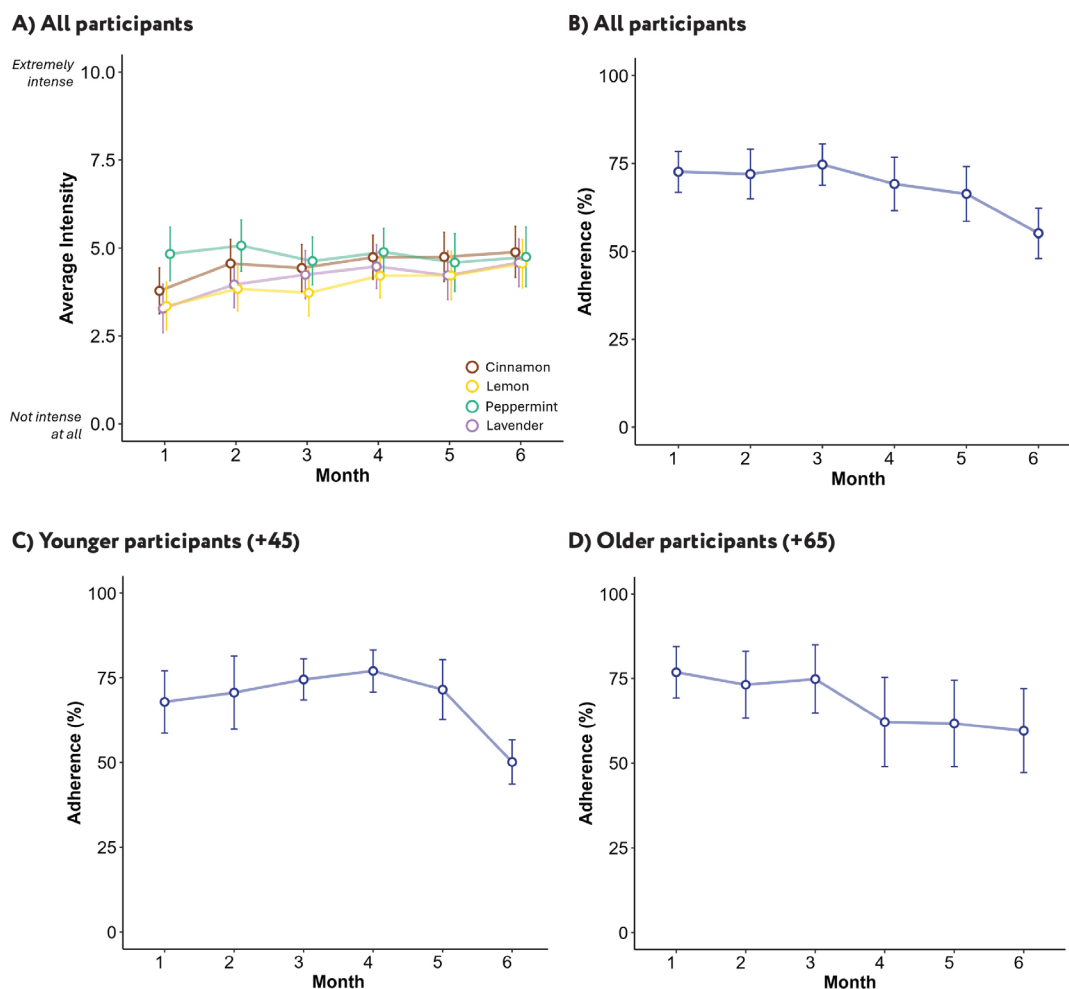 A) All participants
Extremely
intense
10.0
7.5
5.0
2.5
0.0
Not intense
at all
Average Intensity
Cinnamon
Lemon
Peppermint
Lavender
1 2 3 4 5 6
Month
B) All participants
100
75
50
25
0
Adherence (%)
1 2 3 4 5 6
Month
C) Younger participants (+45)
100
75
50
25
0
Adherence (%)
1 2 3 4 5 6
Month
D) Older participants (+65)
100
75
50
25
0
Adherence (%)
1 2 3 4 5 6
Month